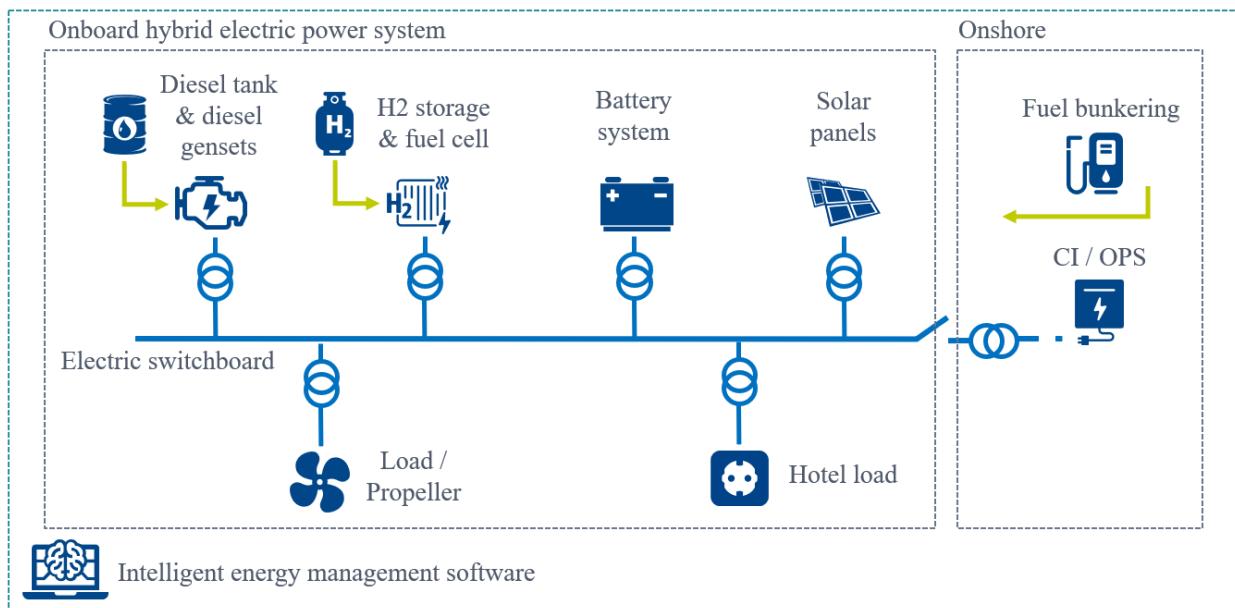 Onboard hybrid electric power system
Onshore
Diesel tank
& diesel
gensets
H2 storage
& fuel cell
Battery
system
Solar
panels
Fuel bunkering
H2
H2
CI / OPS
Electric switchboard
Load /
Propeller
Hotel load
Intelligent energy management software